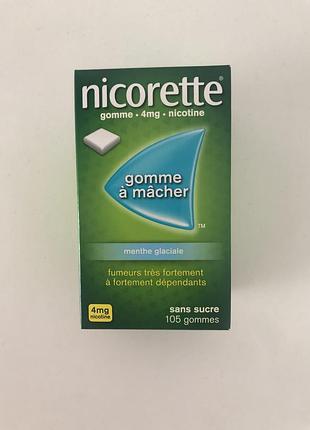 nicorette®
gomme • 4mg • nicotine
gomme
à mâcher
TM
menthe glaciale
fumeurs très fortement
à fortement dépendants
4mg
nicotine
sans sucre
105 gommes